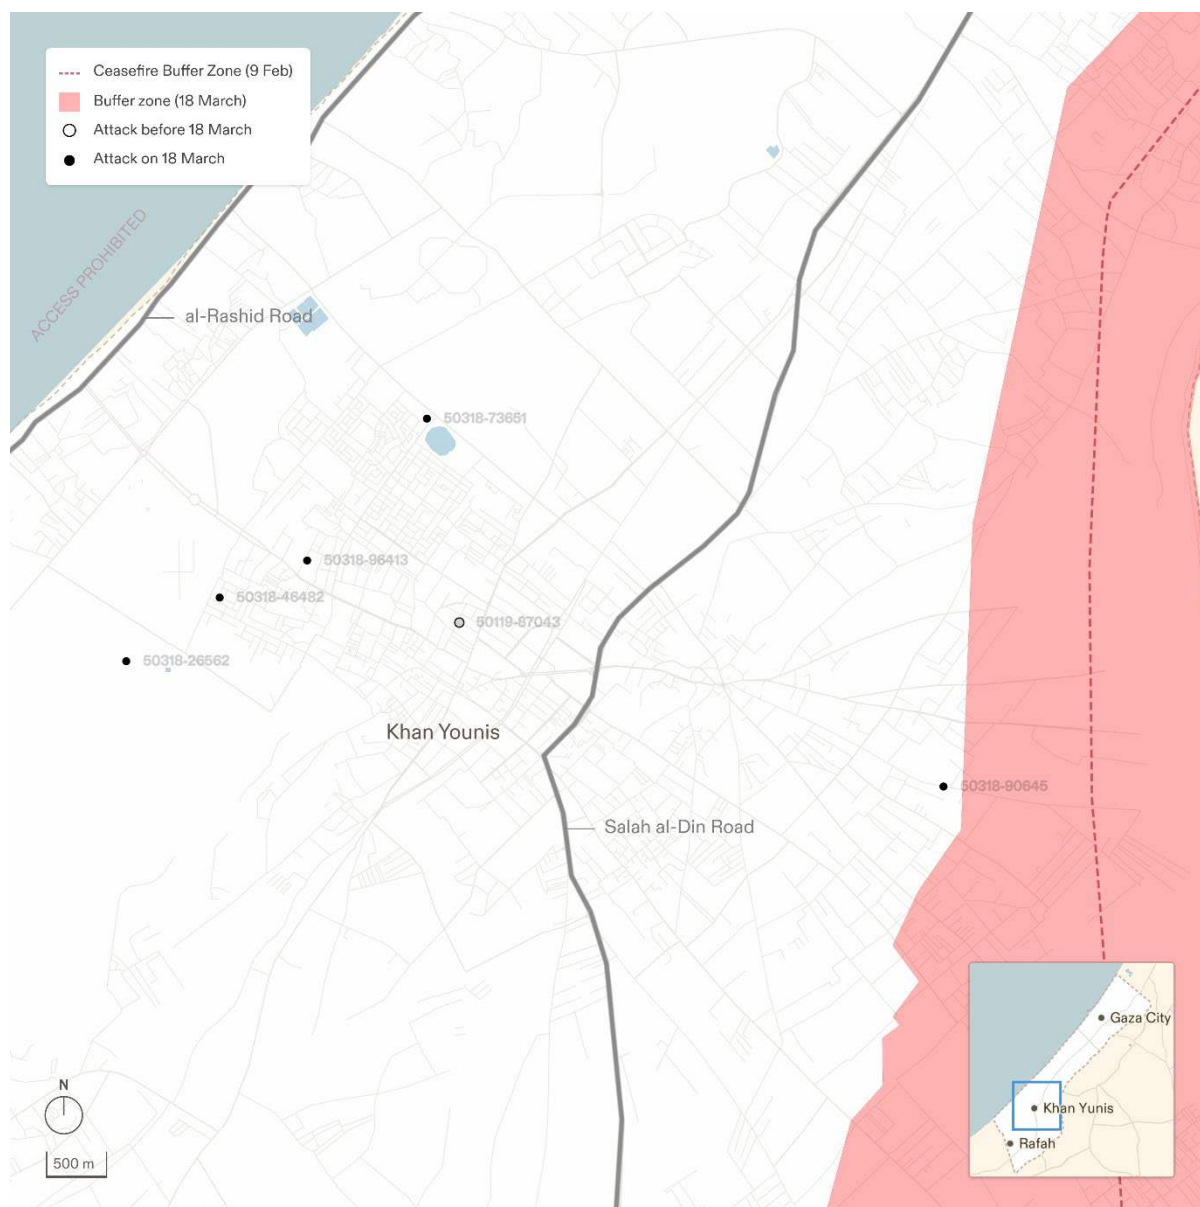 Ceasefire Buffer Zone (9 Feb)
Buffer zone (18 March)
Attack before 18 March
Attack on 18 March
ACCESS PROHIBITED
al-Rashid Road
50318-73651
50318-96413
50318-46482
50119-87043
50318-26562
Khan Younis
50318-90645
Salah al-Din Road
Gaza City
Khan Yunis
Rafah
N
500 m